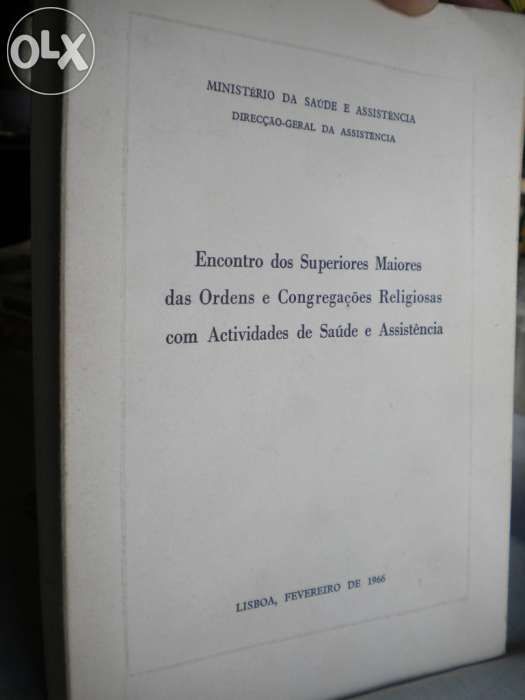 OLX
MINISTÉRIO DA SAÚDE E ASSISTÊNCIA
DIRECÇÃO-GERAL DA ASSISTÊNCIA
Encontro dos Superiores Maiores
das Ordens e Congregações Religiosas
com Actividades de Saúde e Assistência
LISBOA, FEVEREIRO DE 1966